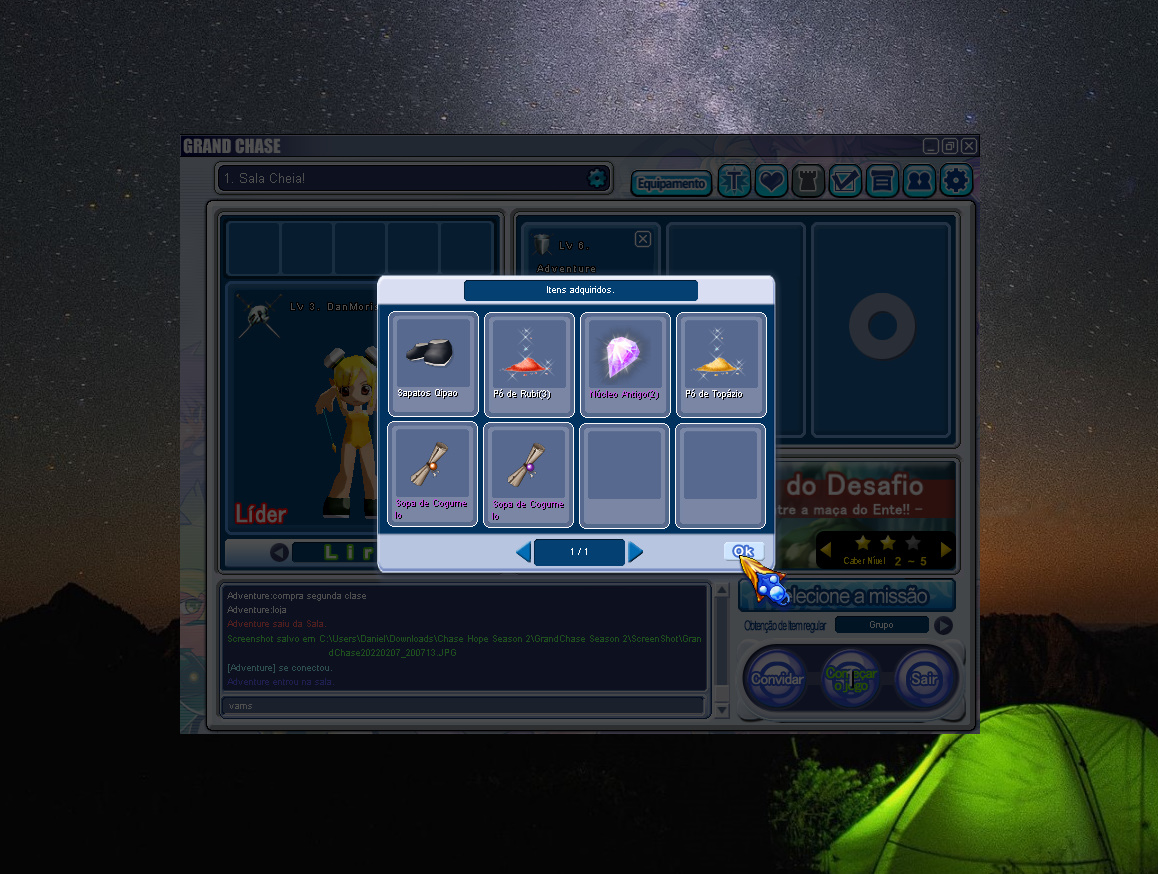 GRAND CHASE
1. Sala Cheia!
Equipamento
Lv 6.
Adventure
Lv 3. DanMoris
Itens adquiridos.
Sapatos Qipao
Pó de Rubi(3)
Núcleo Antigo(2)
Pó de Topázio
Sopa de Cogume
lo
Sopa de Cogume
lo
1 / 1
Ok
Líder
Lir
do Desafio
tre a maça do Ente!! –
Caber Nível 2 ~ 5
elecione a missão
Obtenção de Item regular
Grupo
Convidar
Começar
o jogo
Sair
Adventure:compra segunda clase
Adventure:loja
Adventure saiu da Sala.
Screenshot salvo em C:\Users\Daniel\Downloads\Chase Hope Season 2\GrandChase Season 2\ScreenShot\Gran
dChase20220207_200713.JPG
[Adventure] se conectou.
Adventure entrou na sala.
vams